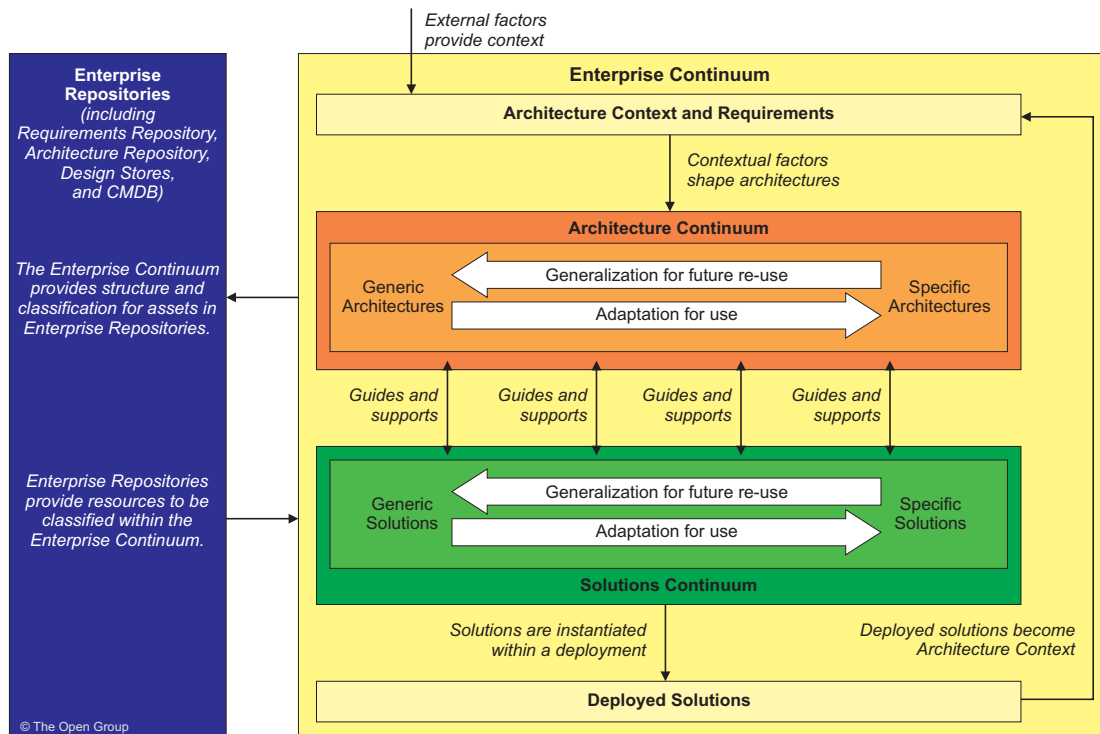 External factors
provide context
Enterprise
Repositories
(including
Requirements Repository,
Architecture Repository,
Design Stores,
and CMDB)
The Enterprise Continuum
provides structure and
classification for assets in
Enterprise Repositories.
Enterprise Repositories
provide resources to be
classified within the
Enterprise Continuum.
© The Open Group
Enterprise Continuum
Architecture Context and Requirements
Contextual factors
shape architectures
Architecture Continuum
Generic
Architectures
Generalization for future re-use
Adaptation for use
Specific
Architectures
Guides and
supports
Guides and
supports
Guides and
supports
Guides and
supports
Generic
Solutions
Generalization for future re-use
Adaptation for use
Specific
Solutions
Solutions Continuum
Solutions are instantiated
within a deployment
Deployed solutions become
Architecture Context
Deployed Solutions